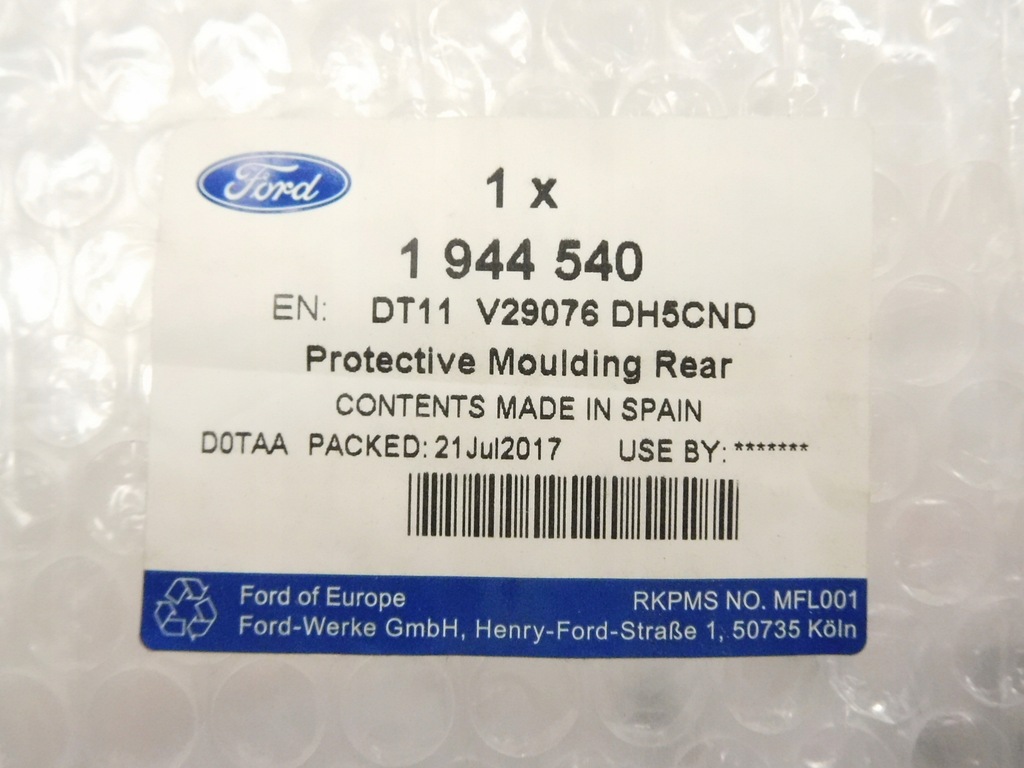 Ford
1 x
1 944 540
EN: DT11 V29076 DH5CND
Protective Moulding Rear
CONTENTS MADE IN SPAIN
D0TAA PACKED: 21Jul2017 USE BY: *******
Ford of Europe RKPMS NO. MFL001
Ford-Werke GmbH, Henry-Ford-Straße 1, 50735 Köln